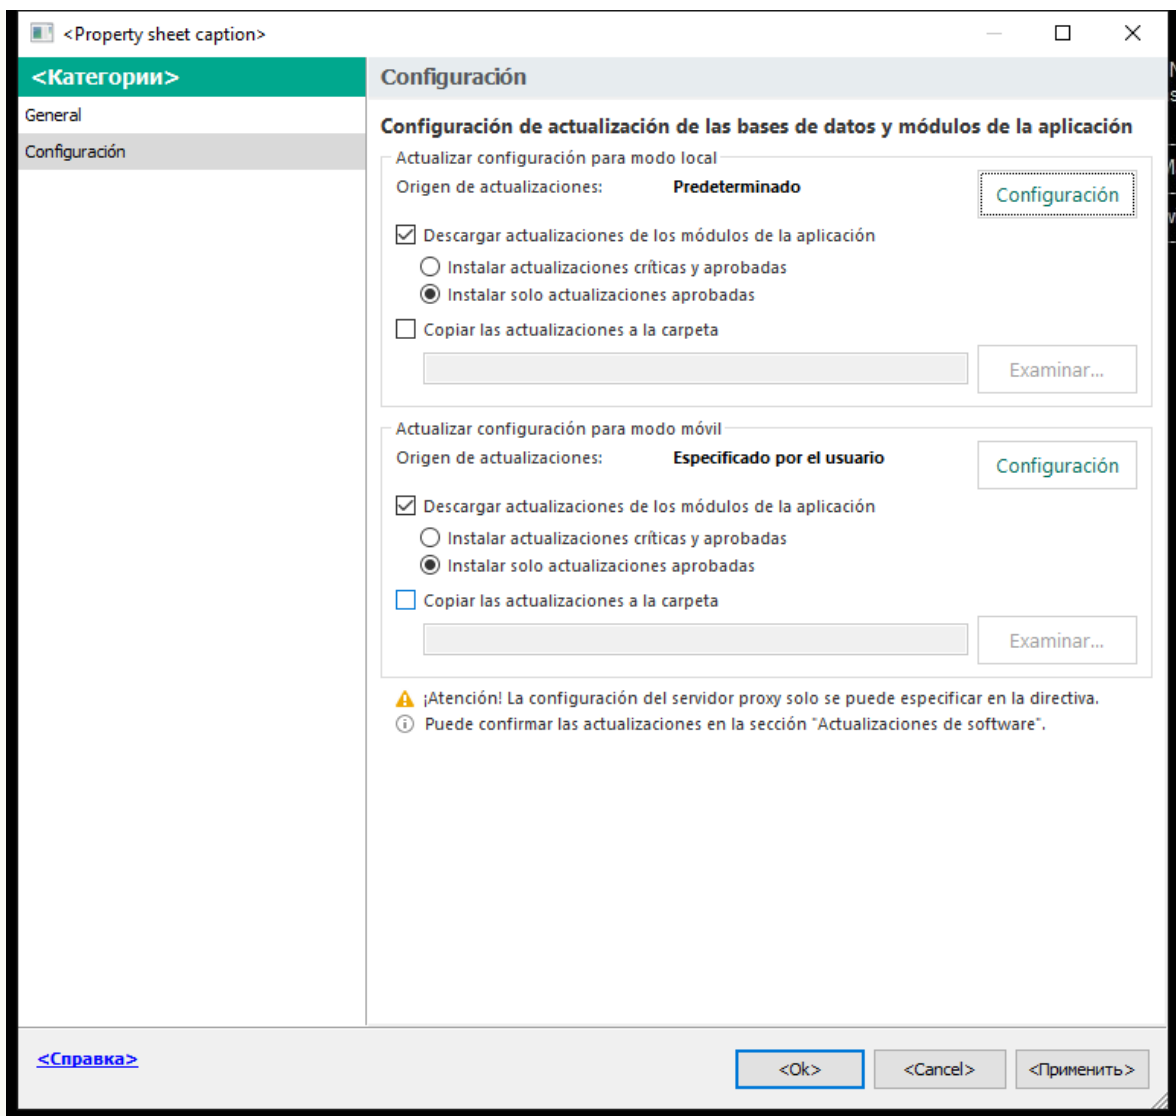 <Property sheet caption>
<Категории>
General
Configuración
Configuración
Configuración de actualización de las bases de datos y módulos de la aplicación
Actualizar configuración para modo local
Origen de actualizaciones: Predeterminado
Configuración
Descargar actualizaciones de los módulos de la aplicación
Instalar actualizaciones críticas y aprobadas
Instalar solo actualizaciones aprobadas
Copiar las actualizaciones a la carpeta
Examinar...
Actualizar configuración para modo móvil
Origen de actualizaciones: Especificado por el usuario
Configuración
Descargar actualizaciones de los módulos de la aplicación
Instalar actualizaciones críticas y aprobadas
Instalar solo actualizaciones aprobadas
Copiar las actualizaciones a la carpeta
Examinar...
¡Atención! La configuración del servidor proxy solo se puede especificar en la directiva.
Puede confirmar las actualizaciones en la sección "Actualizaciones de software".
<Справка>
<Ok> <Cancel> <Применить>